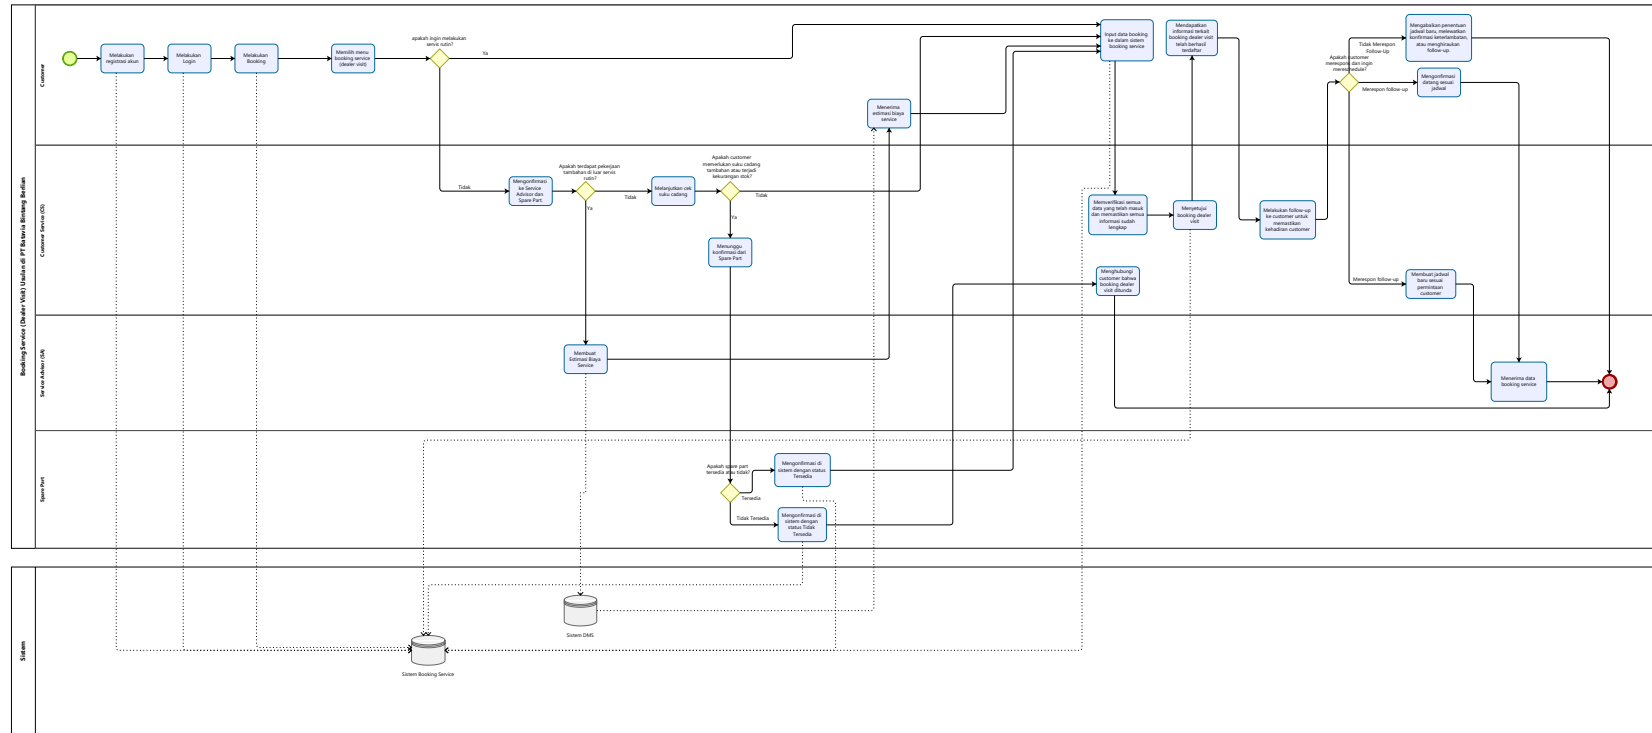 Booking Service (Dealer Visit) Usulan di PT Batavia Bintang Berlian
Customer
Melakukan
registrasi akun
Melakukan
Login
Melakukan
Booking
Memilih menu
booking service
(dealer visit)
apakah ingin melakukan
servis rutin?
Ya
Tidak
Menerima
estimasi biaya
service
Input data booking
ke dalam sistem
booking service
Mendapatkan
informasi terkait
booking dealer visit
telah berhasil
terdaftar
Apakah customer
merespons dan ingin
mereschedule?
Tidak Merespon
Follow-Up
Mengabaikan penentuan
jadwal baru, melewatkan
konfirmasi keterlambatan,
atau menghiraukan
follow-up.
Merespon follow-up
Mengonfirmasi
datang sesuai
jadwal
Customer Service (CS)
Mengonfirmasi
ke Service
Advisor dan
Spare Part
Apakah terdapat pekerjaan
tambahan di luar servis
rutin?
Tidak
Ya
Melanjutkan cek
suku cadang
Apakah customer
memerlukan suku cadang
tambahan atau terjadi
kekurangan stok?
Tidak
Ya
Menunggu
konfirmasi dari
Spare Part
Memverifikasi semua
data yang telah masuk
dan memastikan semua
informasi sudah
lengkap
Menyetujui
booking dealer
visit
Melakukan follow-up
ke customer untuk
memastikan
kehadiran customer
Menghubungi
customer bahwa
booking dealer
visit ditunda
Merespon follow-up
Membuat jadwal
baru sesuai
permintaan
customer
Service Advisor (SA)
Membuat
Estimasi Biaya
Service
Menerima data
booking service
Spare Part
Apakah spare part
tersedia atau tidak?
Tersedia
Mengonfirmasi di
sistem dengan status
Tersedia
Tidak Tersedia
Mengonfirmasi di
sistem dengan
status Tidak
Tersedia
Sistem
Sistem DMS
Sistem Booking Service